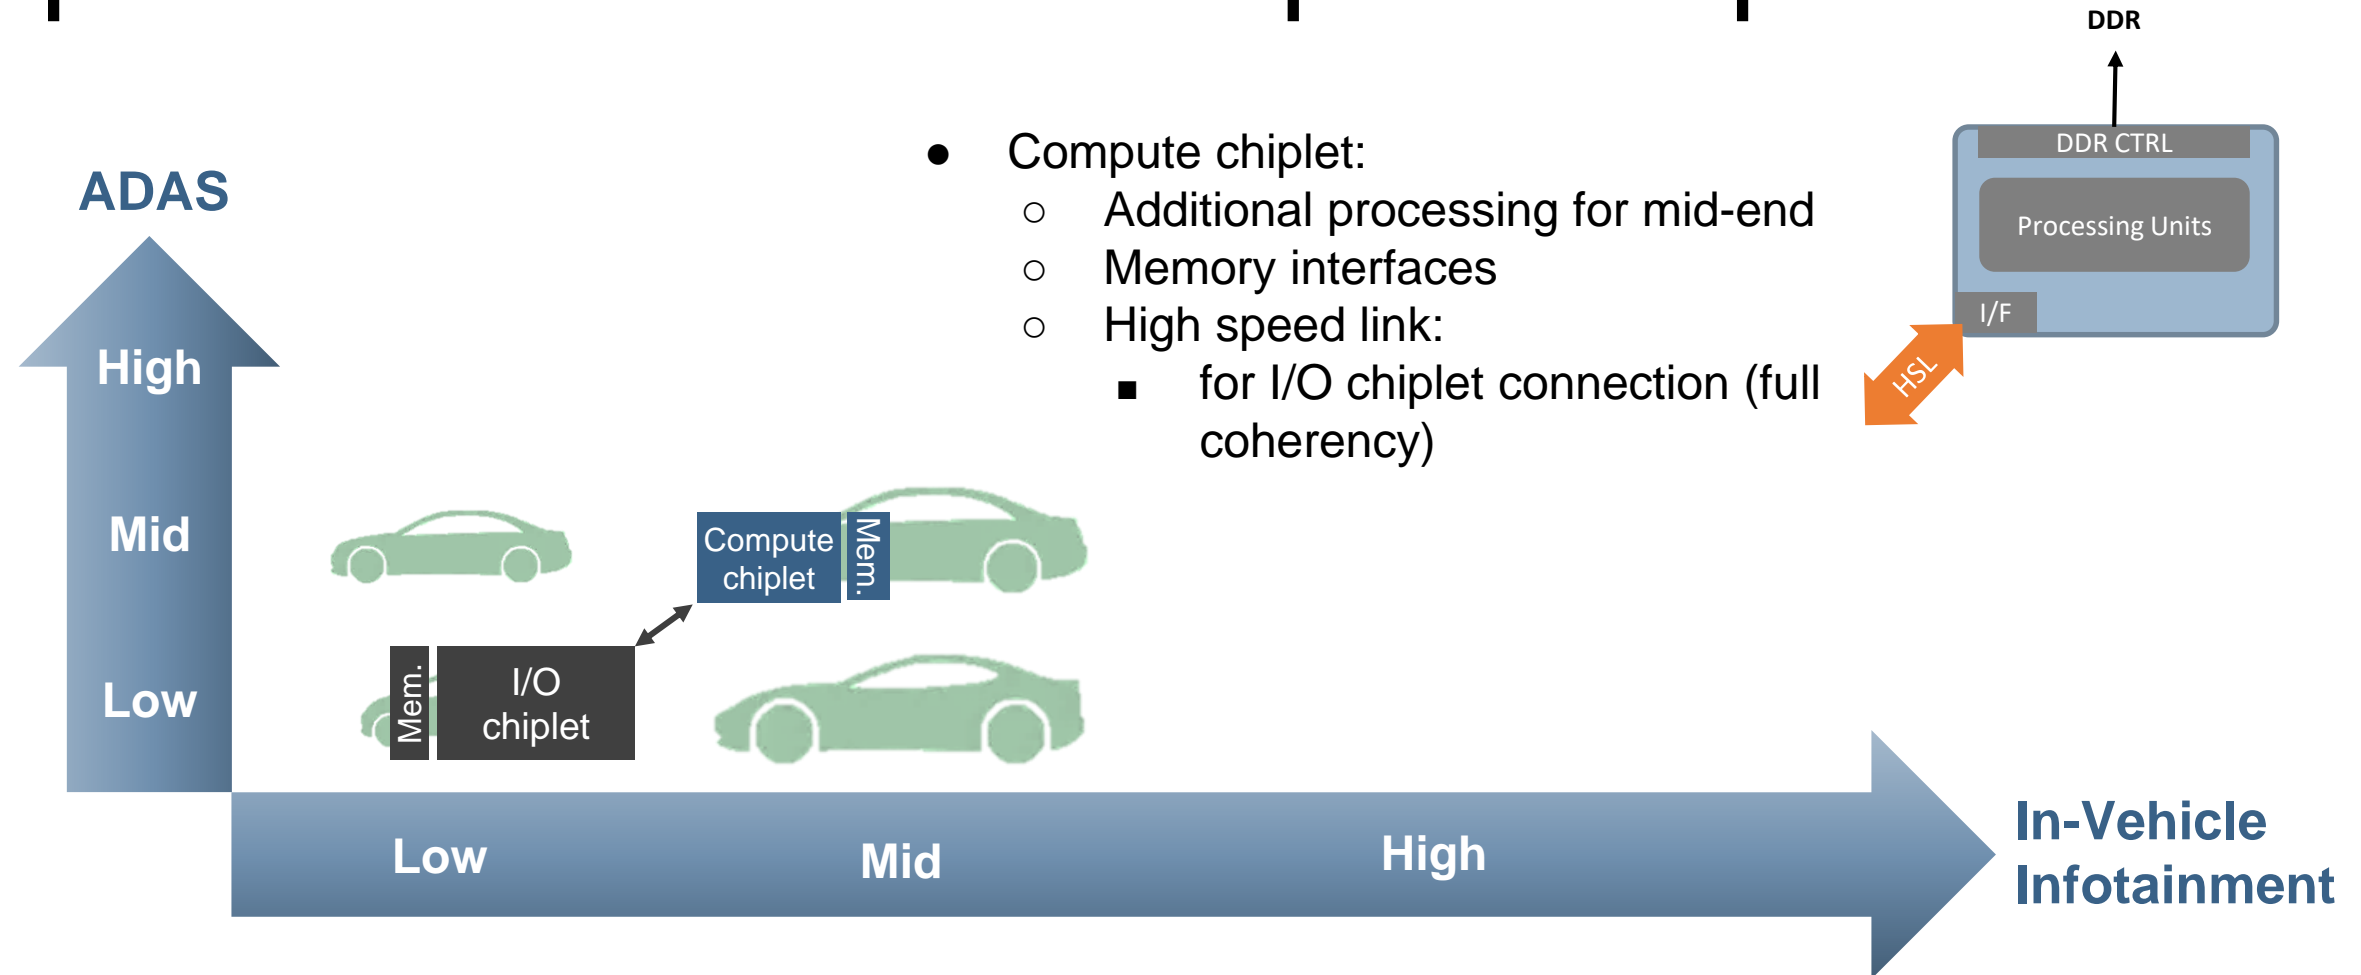 DDR
DDR CTRL
Processing Units
I/F
HSL
● Compute chiplet:
○ Additional processing for mid-end
○ Memory interfaces
○ High speed link:
■ for I/O chiplet connection (full
coherency)
ADAS
High
Mid
Low
Compute
chiplet
Mem.
Mem.
I/O
chiplet
Low
Mid
High
In-Vehicle
Infotainment